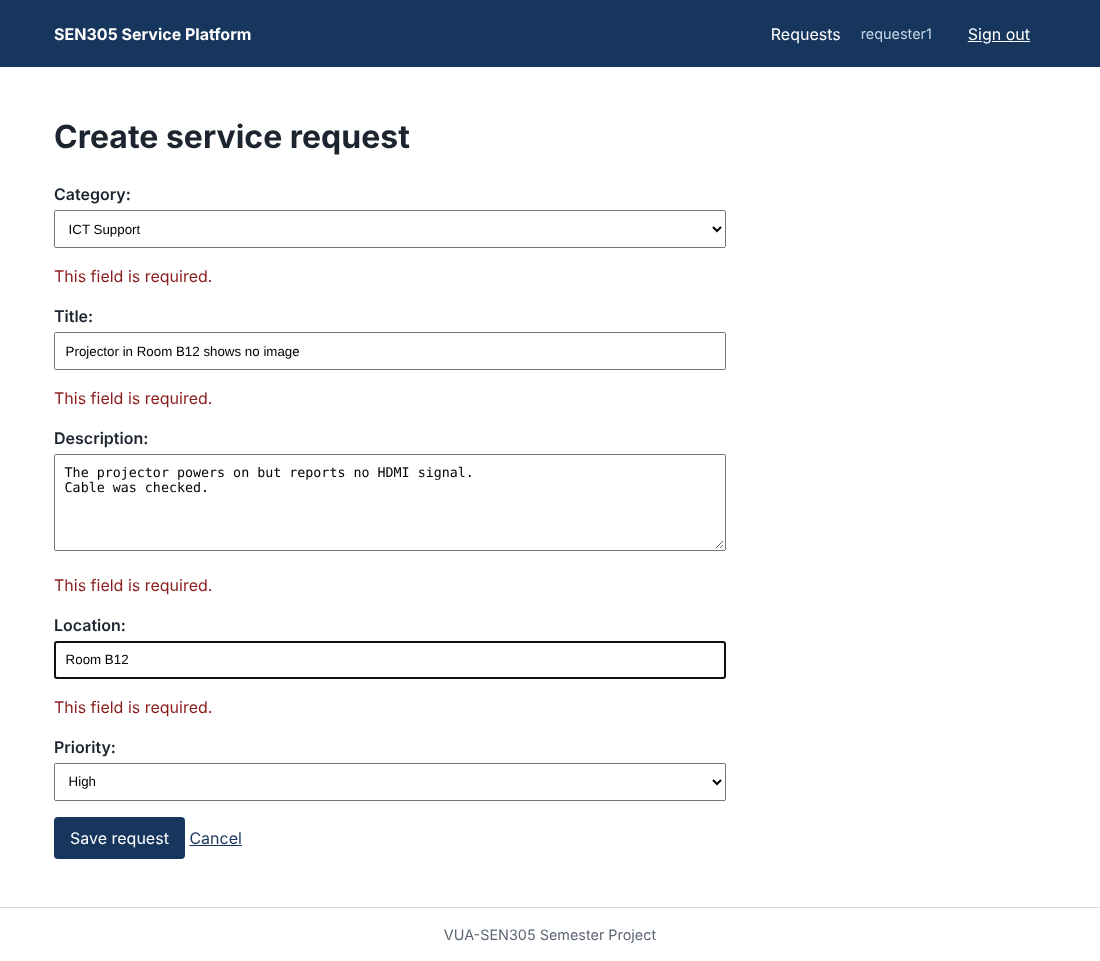 SEN305 Service Platform
Requests
requester1
Sign out
Create service request
Category:
ICT Support
This field is required.
Title:
Projector in Room B12 shows no image
This field is required.
Description:
The projector powers on but reports no HDMI signal.
Cable was checked.
This field is required.
Location:
Room B12
This field is required.
Priority:
High
Save request
Cancel
VUA-SEN305 Semester Project